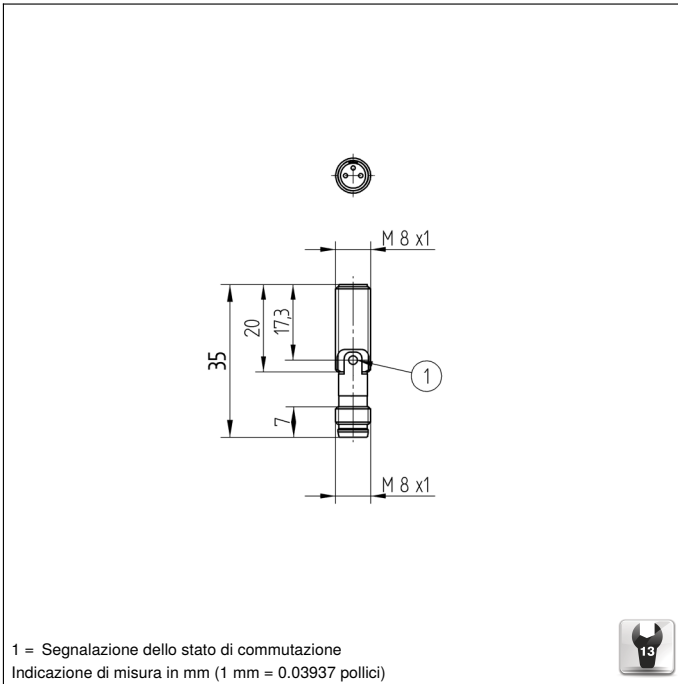 M 8 x1
35
20
17,3
1
7
M 8 x1
1 = Segnalazione dello stato di commutazione
Indicazione di misura in mm (1 mm = 0.03937 pollici)
13